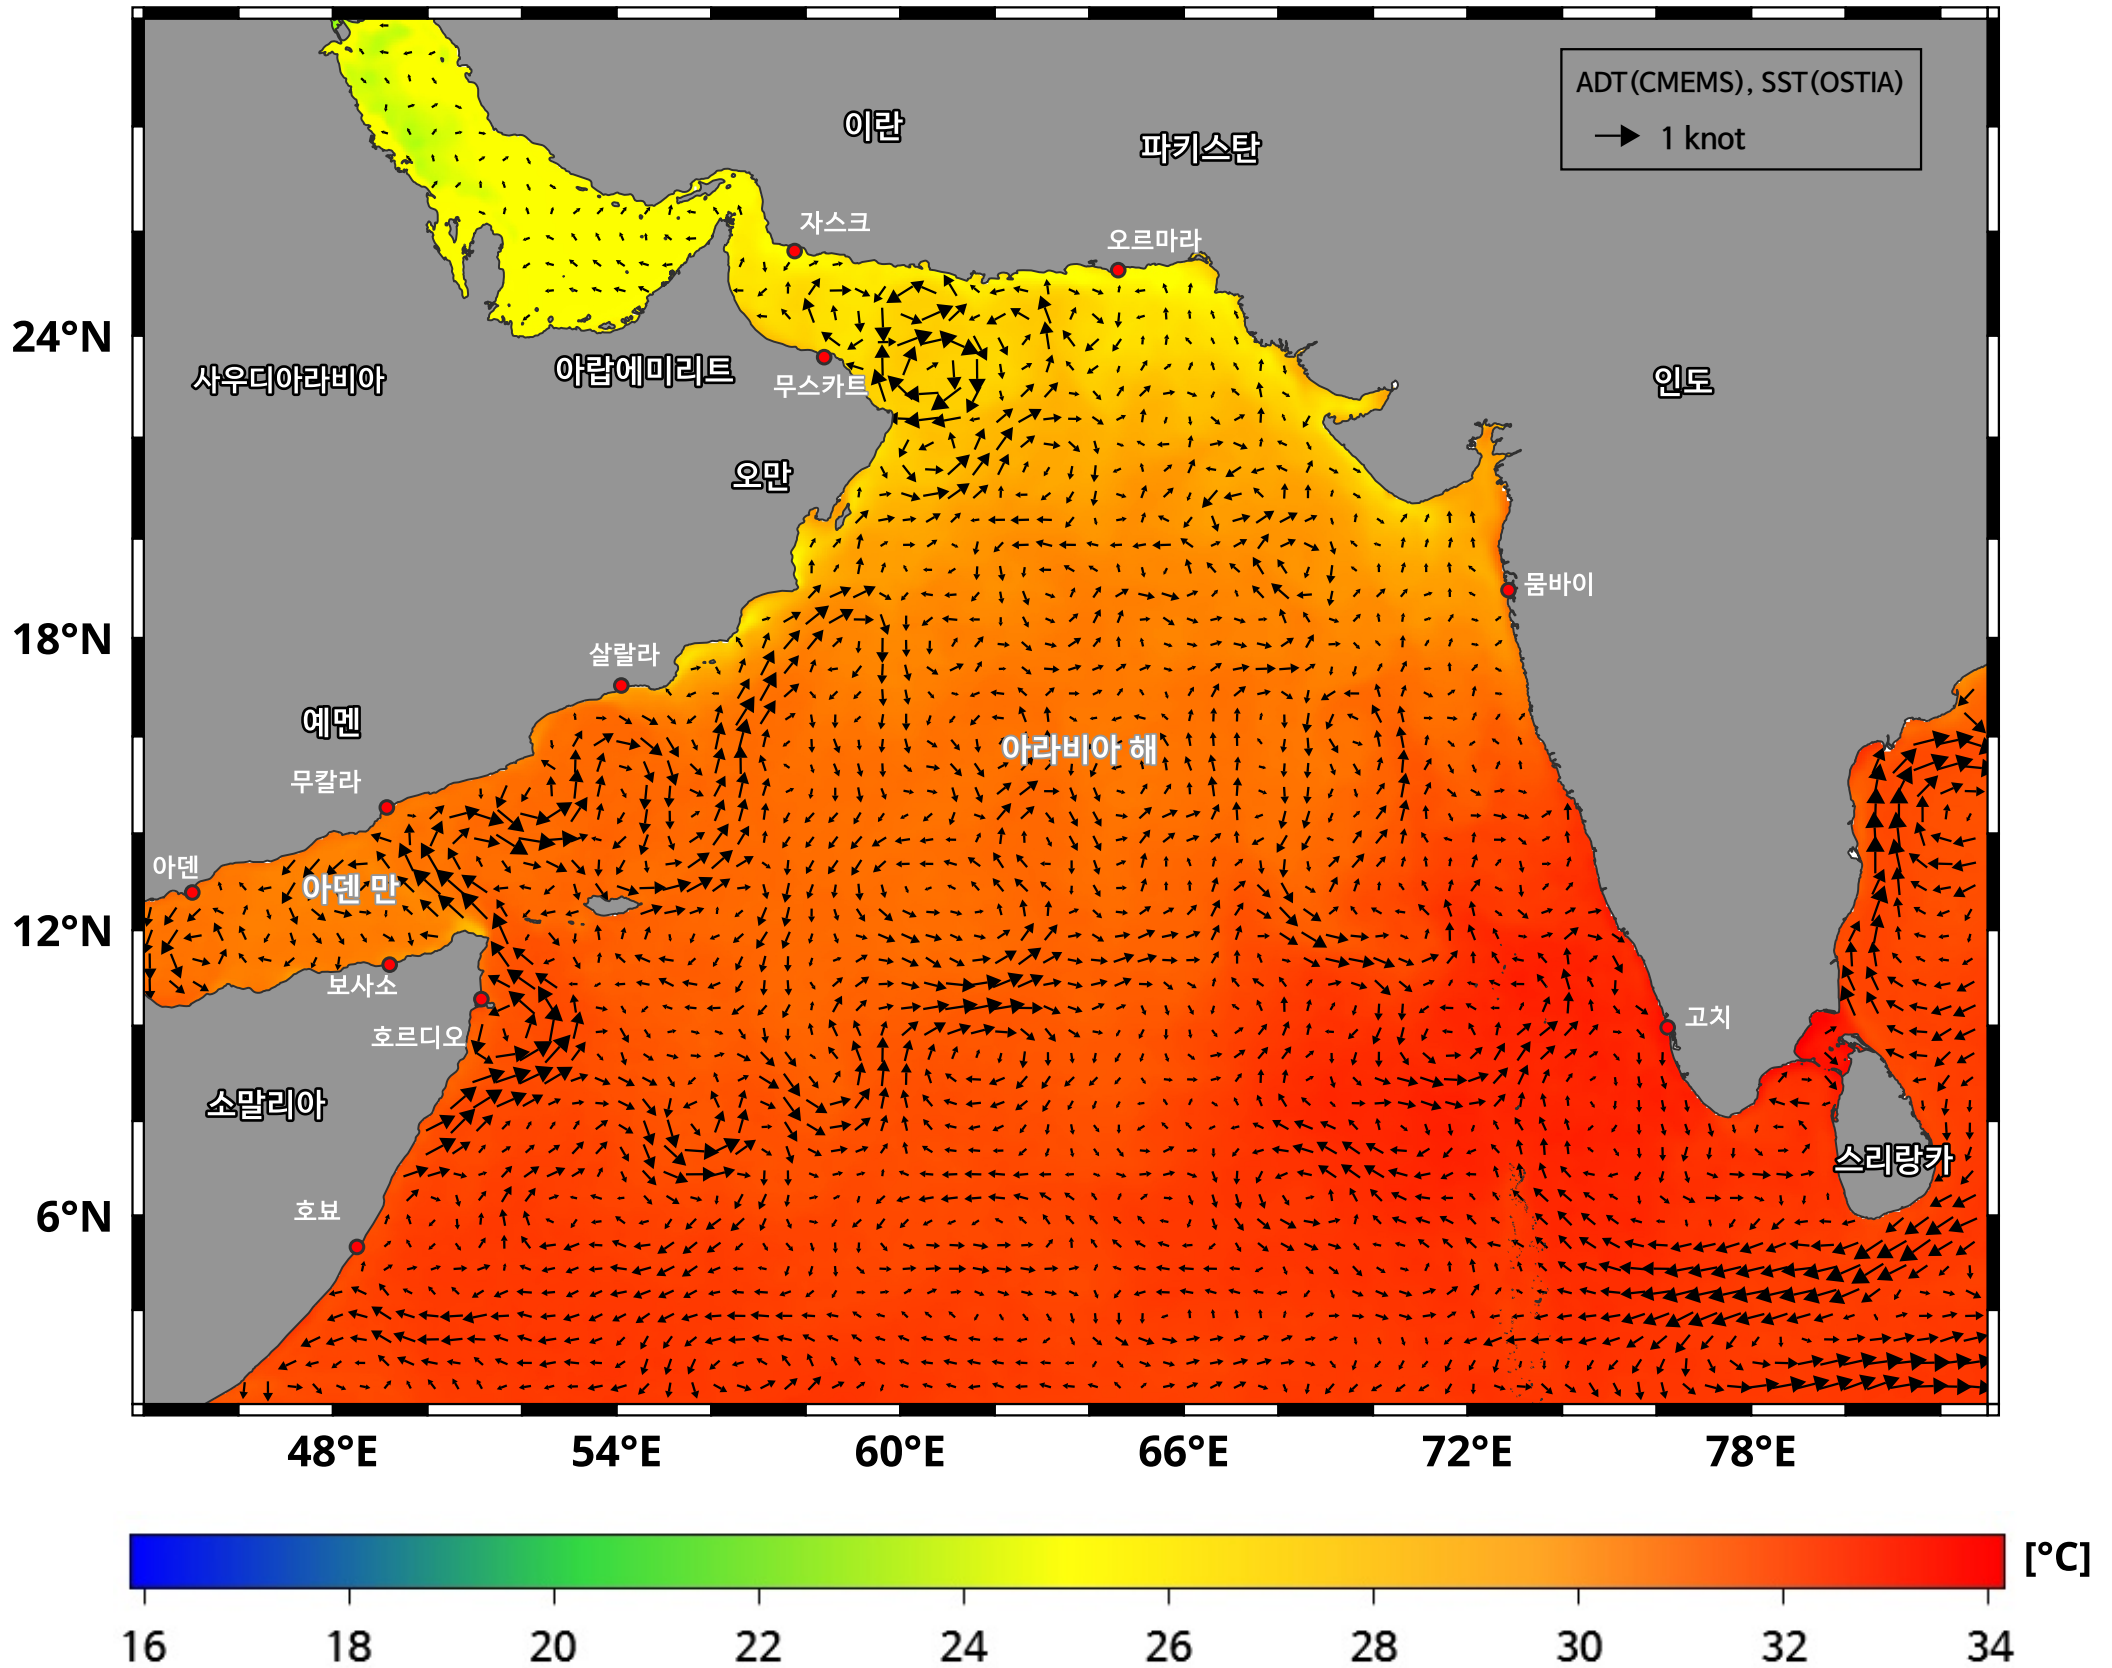 ADT(CMEMS), SST(OSTIA)
1 knot
이란
파키스탄
자스크
오르마라
24°N
사우디아라비아
아랍에미리트
무스카트
인도
오만
뭄바이
18°N
살랄라
예멘
아라비아 해
무칼라
아덴
아덴 만
12°N
보사소
호르디오
고치
소말리아
스리랑카
6°N
호뵤
48°E 54°E 60°E 66°E 72°E 78°E
[°C]
16 18 20 22 24 26 28 30 32 34